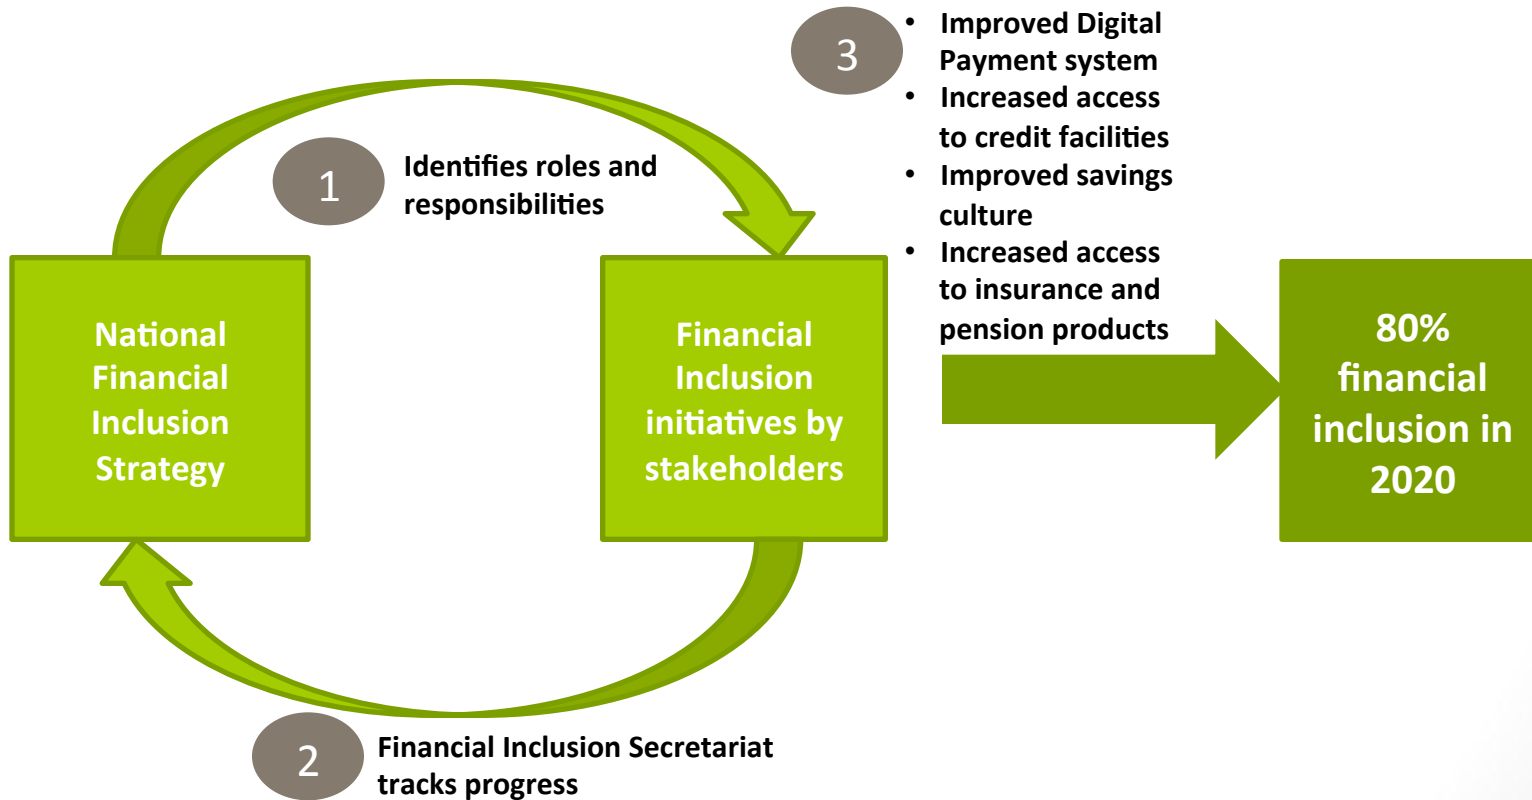 1
Identifies roles and
responsibilities
3
• Improved Digital
Payment system
• Increased access
to credit facilities
• Improved savings
culture
• Increased access
to insurance and
pension products
National
Financial
Inclusion
Strategy
Financial
Inclusion
initiatives by
stakeholders
80%
financial
inclusion in
2020
2
Financial Inclusion Secretariat
tracks progress